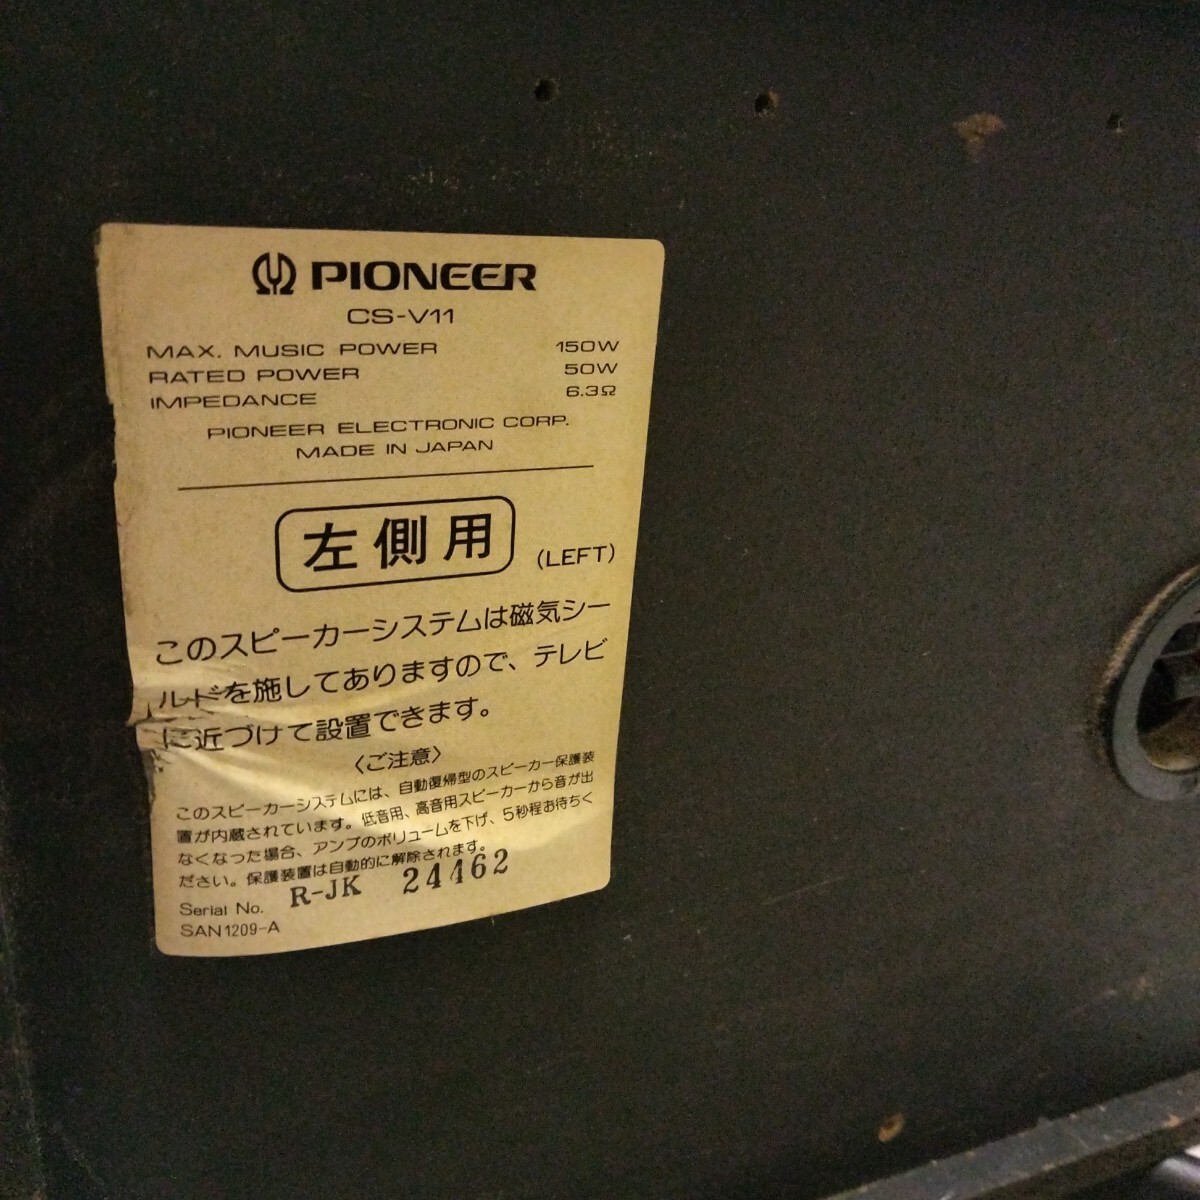 PIONEER
CS-V11
MAX. MUSIC POWER 150W
RATED POWER 50W
IMPEDANCE 6.3Ω
PIONEER ELECTRONIC CORP.
MADE IN JAPAN
左側用 (LEFT)
このスピーカーシステムは磁気シー
ルドを施してありますので、テレビ
に近づけて設置できます。
〈ご注意〉
このスピーカーシステムには、自動復帰型のスピーカー保護装
置が内蔵されています。低音用、高音用スピーカーから音が出
なくなった場合、アンプのボリュームを下げ、5秒程お待ちく
ださい。保護装置は自動的に解除されます。
Serial No. R-JK 24462
SAN1209-A